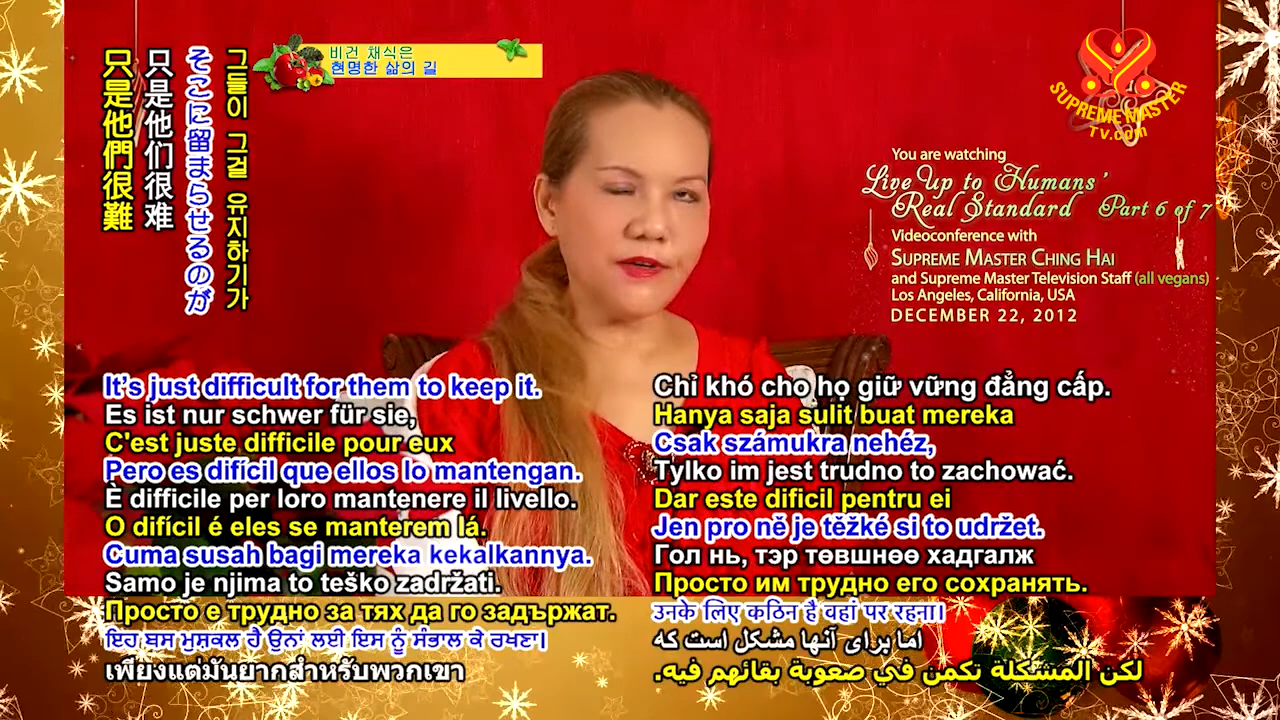 只是他們很難
只是他们很难
そこに留まらせるのが
그들이 그걸 유지하기가
비건 채식은
현명한 삶의 길
SUPREME MASTER
TV.com
You are watching
Live Up to Humans'
Real Standard Part 6 of 7
Videoconference with
SUPREME MASTER CHING HAI
and Supreme Master Television Staff (all vegans)
Los Angeles, California, USA
DECEMBER 22, 2012
It's just difficult for them to keep it.
Es ist nur schwer für sie,
C'est juste difficile pour eux
Pero es difícil que ellos lo mantengan.
È difficile per loro mantenere il livello.
O difícil é eles se manterem lá.
Cuma susah bagi mereka kekalkannya.
Samo je njima to teško zadržati.
Просто е трудно за тях да го задържат.
ਇਹ ਬਸ ਮੁਸ਼ਕਲ ਹੈ ਉਨਾਂ ਲਈ ਇਸ ਨੂੰ ਸੰਭਾਲ ਕੇ ਰਖਣਾ।
เพียงแต่มันยากสำหรับพวกเขา
Chỉ khó cho họ giữ vững đẳng cấp.
Hanya saja sulit buat mereka
Csak számukra nehéz,
Tylko im jest trudno to zachować.
Dar este dificil pentru ei
Jen pro ně je těžké si to udržet.
Гол нь, тэр төвшнөө хадгалж
Просто им трудно его сохранять.
उनके लिए कठिन है वहाँ पर रहना।
اما برای آنها مشکل است که
لكن المشكلة تكمن في صعوبة بقائهم فيه.